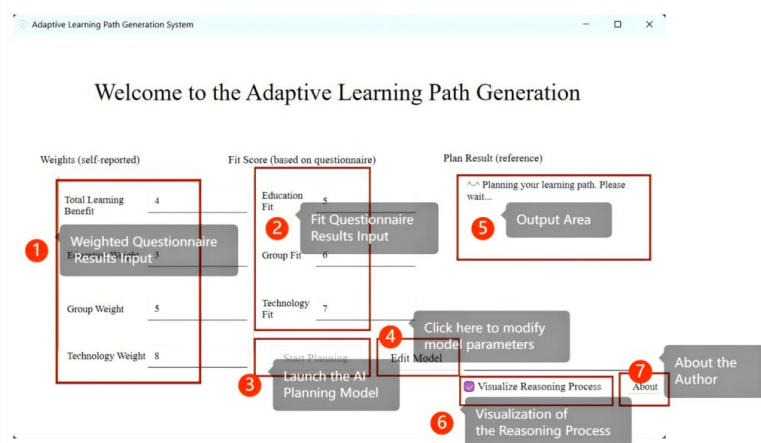 Adaptive Learning Path Generation System
Welcome to the Adaptive Learning Path Generation
Weights (self-reported)
Fit Score (based on questionnaire)
Plan Result (reference)
Total Learning
Benefit
4
Education
Fit
5
^-^ Planning your learning path. Please
wait...
1
Weighted Questionnaire
Results Input
2
Fit Questionnaire
Results Input
5
Output Area
Education Weight
3
Group Fit
6
Group Weight
5
Technology
Fit
7
4
Click here to modify
model parameters
Technology Weight
8
Start Planning
Edit Model
3
Launch the AI
Planning Model
Visualize Reasoning Process
About
7
About the
Author
6
Visualization of
the Reasoning Process